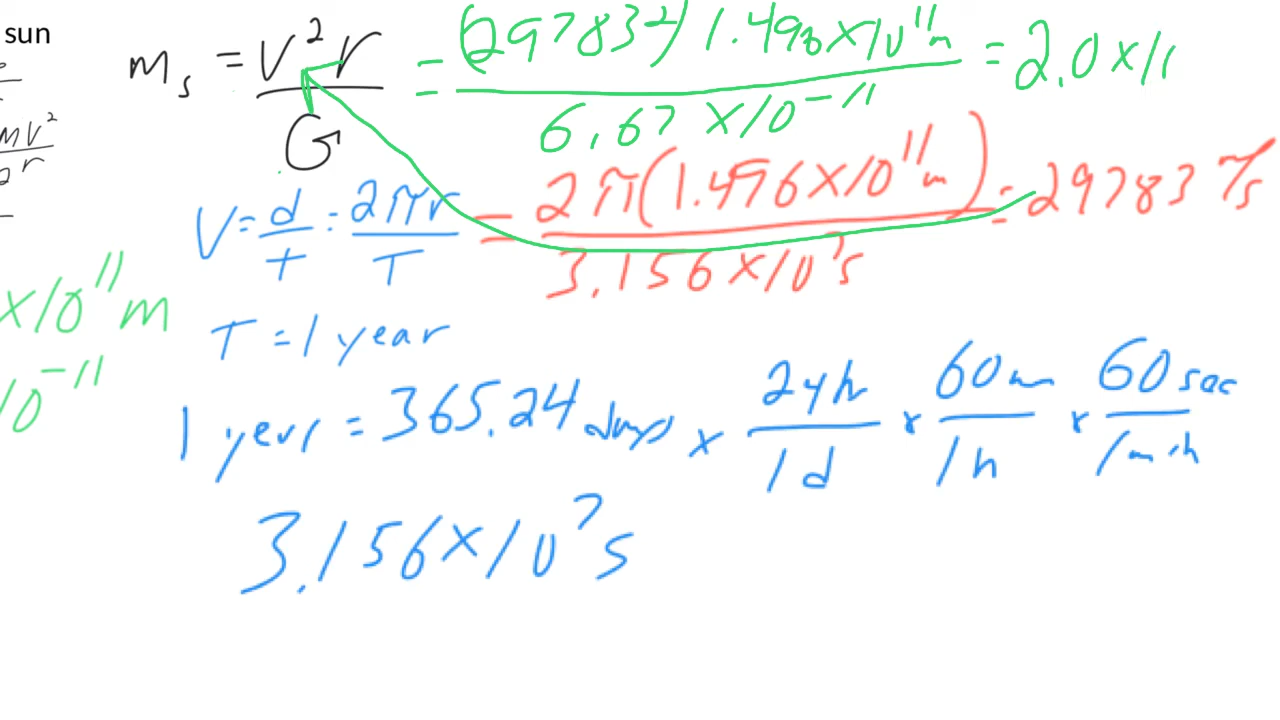 sun
m_s = V²r / G = (29783²) 1.496×10¹¹m / 6.67×10⁻¹¹ = 2.0×1
mv² / r
V = d/t = 2πr/T = 2π(1.496×10¹¹m) / 3.156×10⁷s = 29783 m/s
×10¹¹m
T = 1 year
10⁻¹¹
1 year = 365.24 days × 24h/1d × 60m/1h × 60sec/1min
3.156×10⁷s